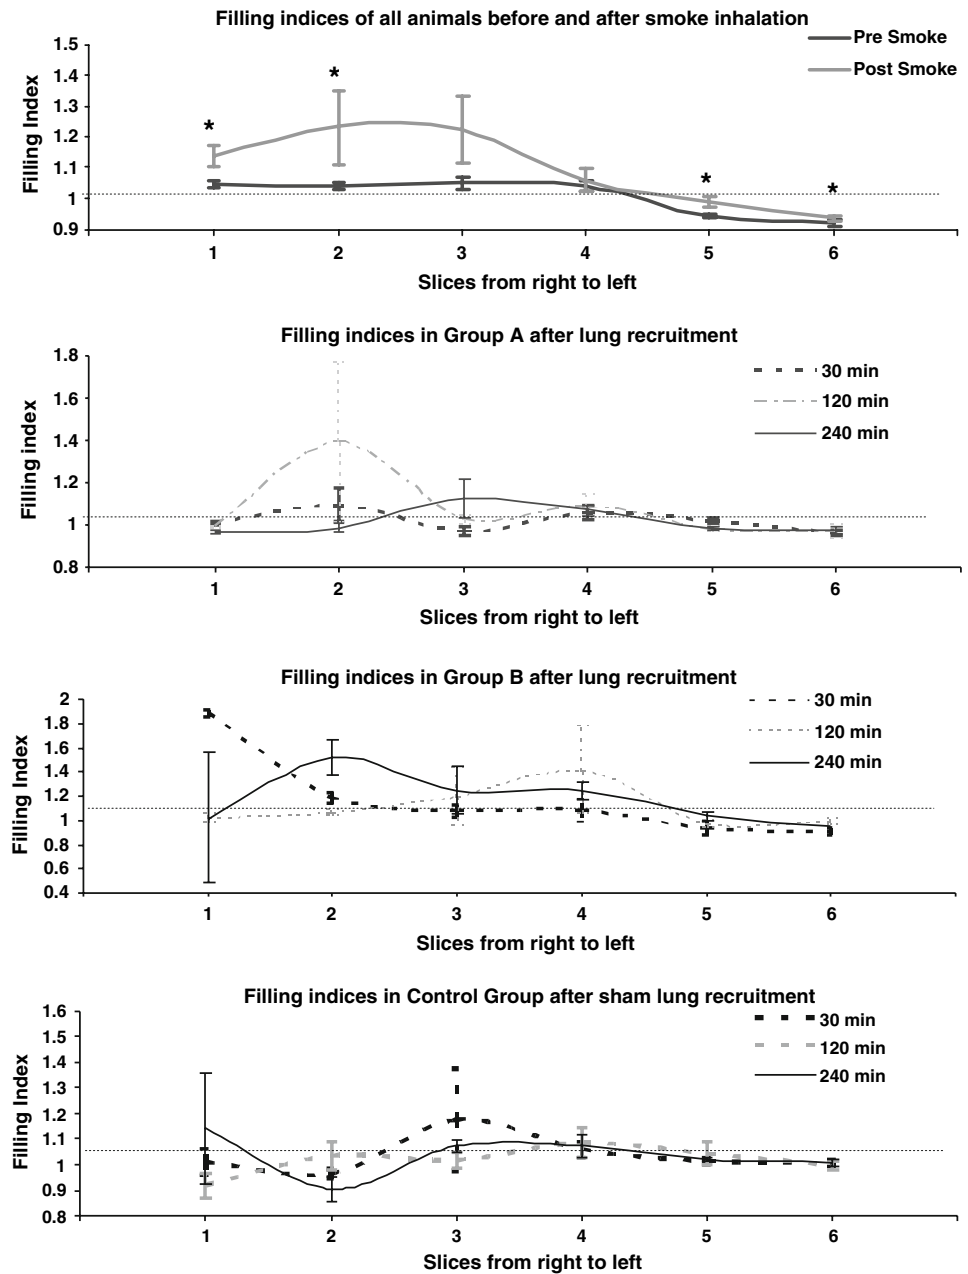 Filling indices of all animals before and after smoke inhalation
Pre Smoke
Post Smoke
Filling Index
1.5
1.4
1.3
1.2
1.1
1
0.9
*
*
*
*
1 2 3 4 5 6
Slices from right to left
Filling indices in Group A after lung recruitment
30 min
120 min
240 min
Filling index
1.8
1.6
1.4
1.2
1
0.8
1 2 3 4 5 6
Slices from right to left
Filling indices in Group B after lung recruitment
30 min
120 min
240 min
Filling Index
2
1.8
1.6
1.4
1.2
1
0.8
0.6
0.4
1 2 3 4 5 6
Slices from right to left
Filling indices in Control Group after sham lung recruitment
30 min
120 min
240 min
Filling Index
1.6
1.5
1.4
1.3
1.2
1.1
1
0.9
0.8
1 2 3 4 5 6
Slices from right to left